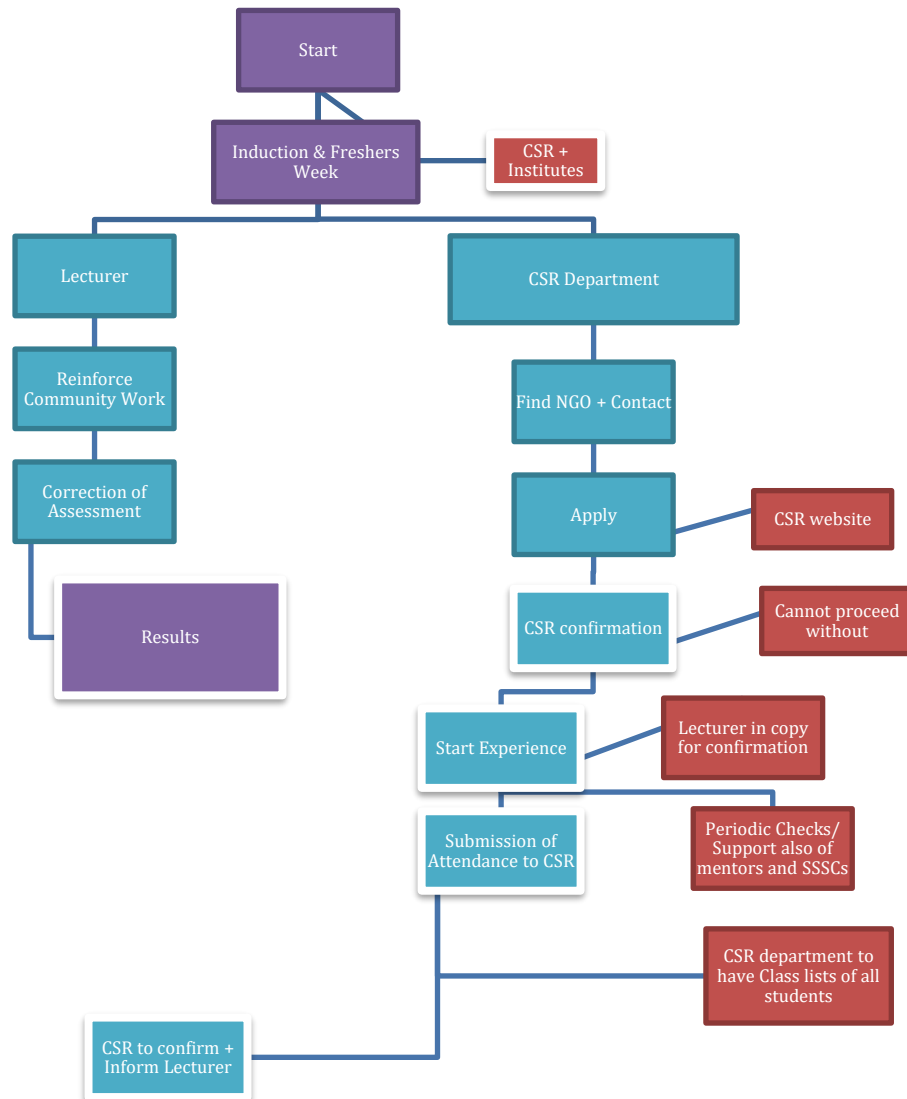 Start
Induction & Freshers
Week
CSR +
Institutes
Lecturer
CSR Department
Reinforce
Community Work
Find NGO + Contact
Correction of
Assessment
Apply
CSR website
Results
CSR confirmation
Cannot proceed
without
Start Experience
Lecturer in copy
for confirmation
Submission of
Attendance to CSR
Periodic Checks/
Support also of
mentors and SSSCs
CSR department to
have Class lists of all
students
CSR to confirm +
Inform Lecturer